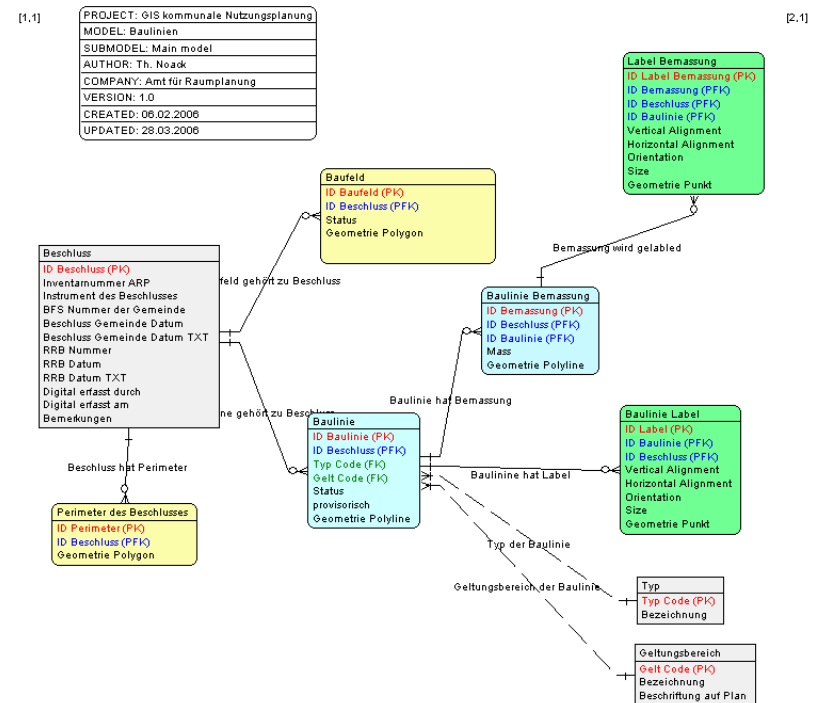 [1,1]
[2,1]
PROJECT: GIS kommunale Nutzungsplanung
MODEL: Baulinien
SUBMODEL: Main model
AUTHOR: Th. Noack
COMPANY: Amt für Raumplanung
VERSION: 1.0
CREATED: 06.02.2006
UPDATED: 28.03.2006
Label Bemassung
ID Label Bemassung (PK)
ID Bemassung (PFK)
ID Beschluss (PFK)
ID Baulinie (PFK)
Vertical Alignment
Horizontal Alignment
Orientation
Size
Geometrie Punkt
Baufeld
ID Baufeld (PK)
ID Beschluss (PFK)
Status
Geometrie Polygon
Bemassung wird gelabled
Beschluss
ID Beschluss (PK)
Inventarnummer ARP
Instrument des Beschlusses
BFS Nummer der Gemeinde
Beschluss Gemeinde Datum
Beschluss Gemeinde Datum TXT
RRB Nummer
RRB Datum
RRB Datum TXT
Digital erfasst durch
Digital erfasst am
Bemerkungen
feld gehört zu Beschluss
Baulinie Bemassung
ID Bemassung (PK)
ID Beschluss (PFK)
ID Baulinie (PFK)
Mass
Geometrie Polyline
Baulinie hat Bemassung
ne gehört zu Beschluss
Baulinie
ID Baulinie (PK)
ID Beschluss (PFK)
Typ Code (FK)
Gelt Code (FK)
Status
provisorisch
Geometrie Polyline
Baulinie Label
ID Label (PK)
ID Baulinie (PFK)
ID Beschluss (PFK)
Vertical Alignment
Horizontal Alignment
Orientation
Size
Geometrie Punkt
Beschluss hat Perimeter
Baulinine hat Label
Perimeter des Beschlusses
ID Perimeter (PK)
ID Beschluss (PFK)
Geometrie Polygon
Typ der Baulinie
Geltungsbereich der Baulinie
Typ
Typ Code (PK)
Bezeichnung
Geltungsbereich
Gelt Code (PK)
Bezeichnung
Beschriftung auf Plan